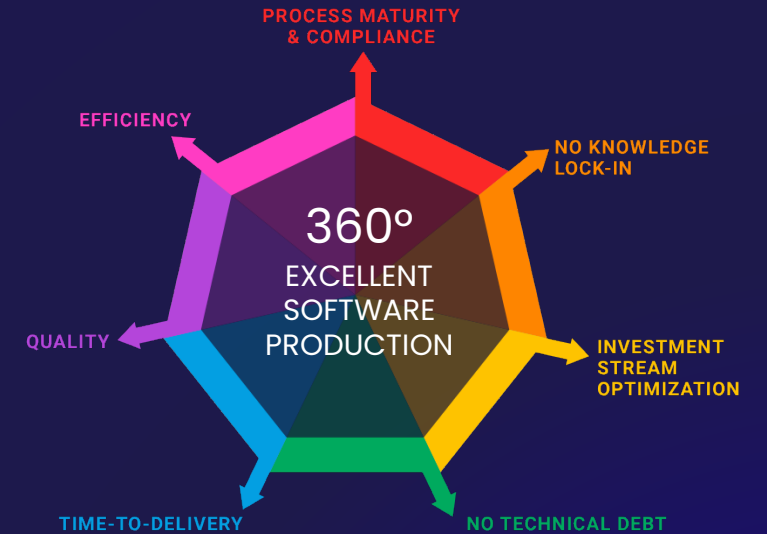 PROCESS MATURITY
& COMPLIANCE
EFFICIENCY
NO KNOWLEDGE
LOCK-IN
360°
EXCELLENT
SOFTWARE
PRODUCTION
QUALITY
INVESTMENT
STREAM
OPTIMIZATION
TIME-TO-DELIVERY
NO TECHNICAL DEBT